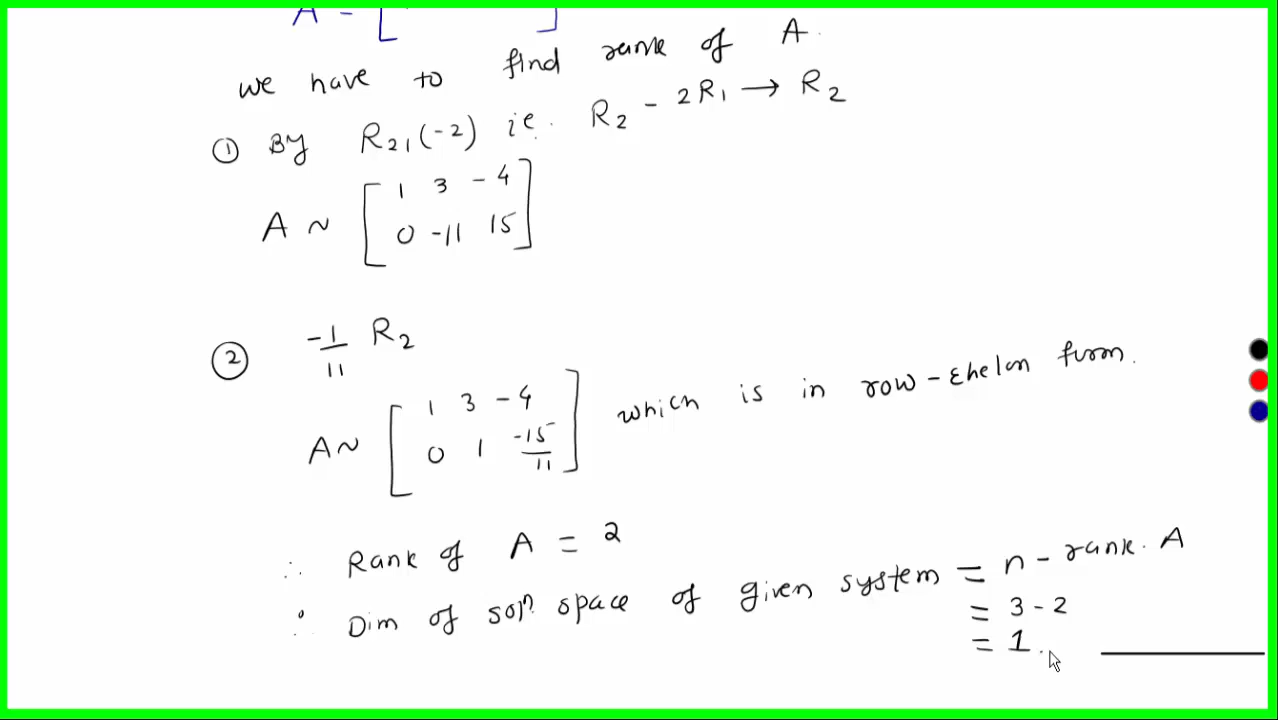 A = [ ]
we have to find rank of A.
① By R21(-2) ie. R2 - 2R1 → R2
A ~ [ 1 3 -4
0 -11 15 ]
② -1/11 R2
A ~ [ 1 3 -4
0 1 -15/11 ] which is in row-Ehelon form.
∴ Rank of A = 2
∴ Dim of solⁿ space of given system = n - rank. A
= 3 - 2
= 1.